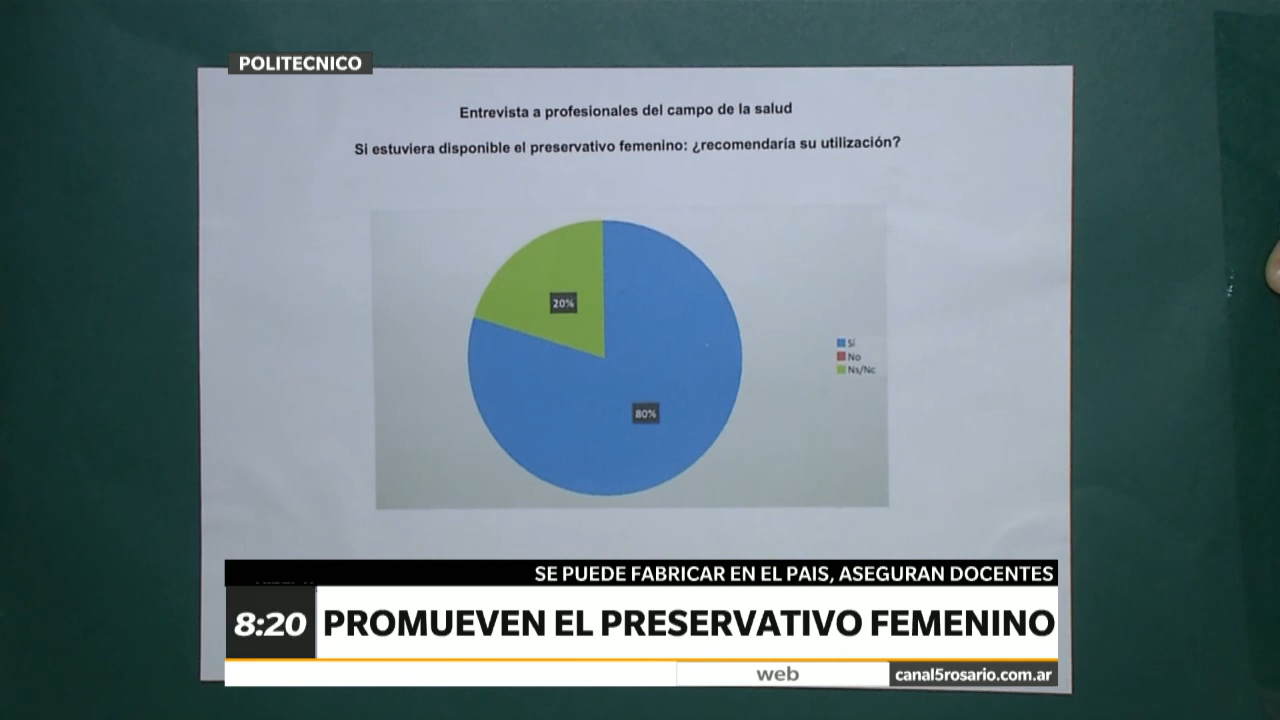 POLITECNICO
Entrevista a profesionales del campo de la salud
Si estuviera disponible el preservativo femenino: ¿recomendaría su utilización?
20%
80%
Sí
No
Ns/Nc
SE PUEDE FABRICAR EN EL PAIS, ASEGURAN DOCENTES
8:20
PROMUEVEN EL PRESERVATIVO FEMENINO
web
canal5rosario.com.ar